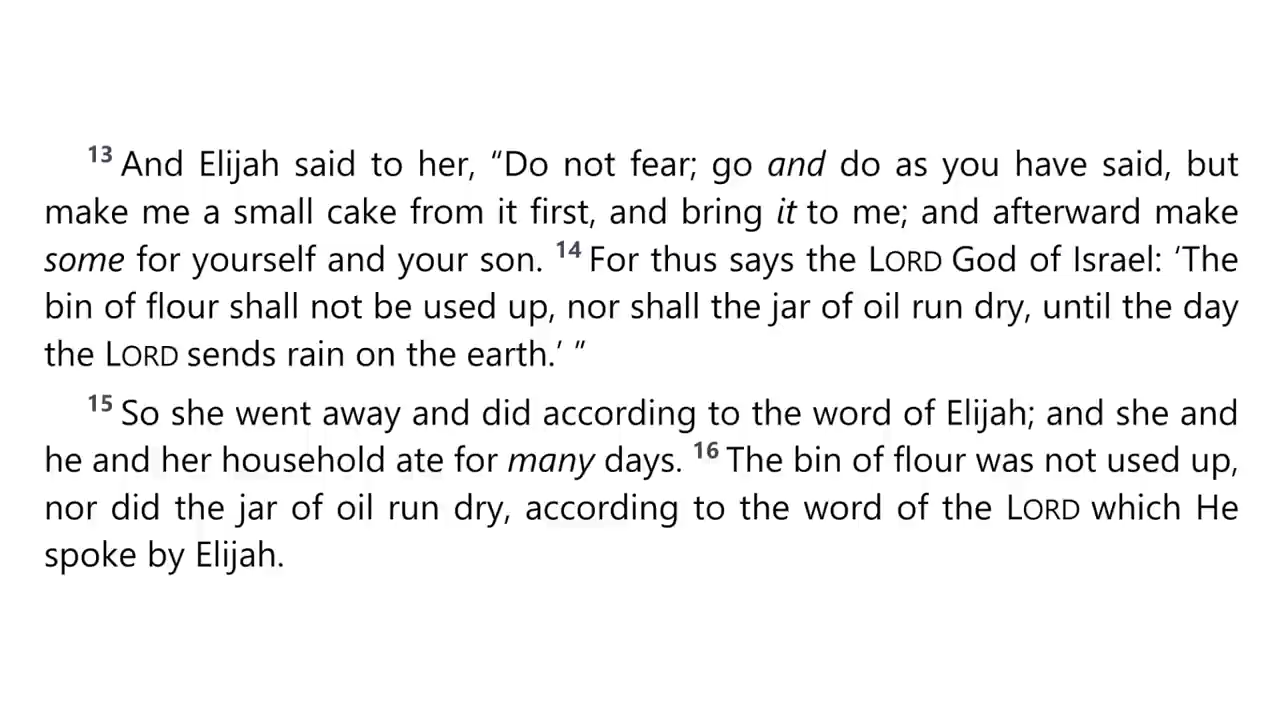 13 And Elijah said to her, “Do not fear; go and do as you have said, but
make me a small cake from it first, and bring it to me; and afterward make
some for yourself and your son. 14 For thus says the LORD God of Israel: ‘The
bin of flour shall not be used up, nor shall the jar of oil run dry, until the day
the LORD sends rain on the earth.’ ”
15 So she went away and did according to the word of Elijah; and she and
he and her household ate for many days. 16 The bin of flour was not used up,
nor did the jar of oil run dry, according to the word of the LORD which He
spoke by Elijah.